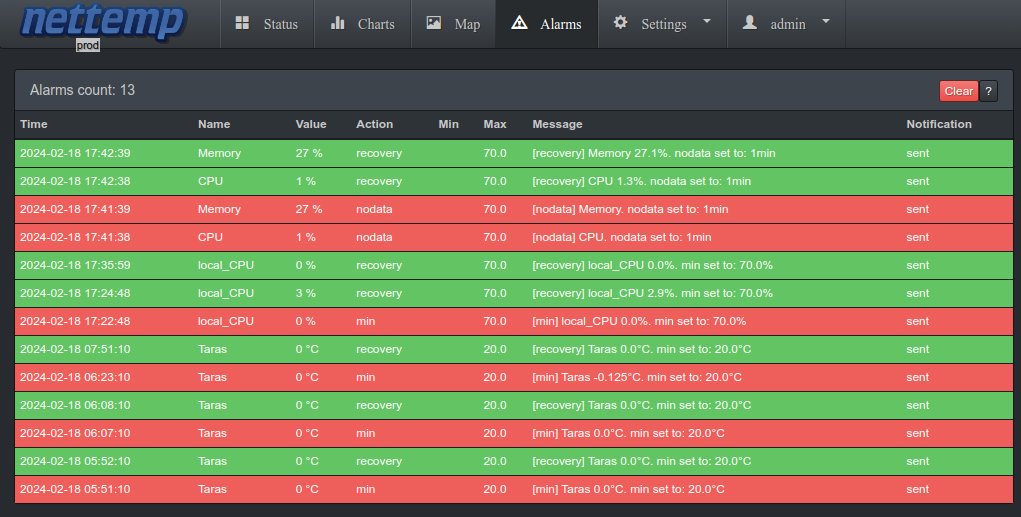 nettemp
prod
Status Charts Map Alarms Settings admin
Alarms count: 13 Clear ?
Time Name Value Action Min Max Message Notification
2024-02-18 17:42:39 Memory 27 % recovery 70.0 [recovery] Memory 27.1%. nodata set to: 1min sent
2024-02-18 17:42:38 CPU 1 % recovery 70.0 [recovery] CPU 1.3%. nodata set to: 1min sent
2024-02-18 17:41:39 Memory 27 % nodata 70.0 [nodata] Memory. nodata set to: 1min sent
2024-02-18 17:41:38 CPU 1 % nodata 70.0 [nodata] CPU. nodata set to: 1min sent
2024-02-18 17:35:59 local_CPU 0 % recovery 70.0 [recovery] local_CPU 0.0%. min set to: 70.0% sent
2024-02-18 17:24:48 local_CPU 3 % recovery 70.0 [recovery] local_CPU 2.9%. min set to: 70.0% sent
2024-02-18 17:22:48 local_CPU 0 % min 70.0 [min] local_CPU 0.0%. min set to: 70.0% sent
2024-02-18 07:51:10 Taras 0 °C recovery 20.0 [recovery] Taras 0.0°C. min set to: 20.0°C sent
2024-02-18 06:23:10 Taras 0 °C min 20.0 [min] Taras -0.125°C. min set to: 20.0°C sent
2024-02-18 06:08:10 Taras 0 °C recovery 20.0 [recovery] Taras 0.0°C. min set to: 20.0°C sent
2024-02-18 06:07:10 Taras 0 °C min 20.0 [min] Taras 0.0°C. min set to: 20.0°C sent
2024-02-18 05:52:10 Taras 0 °C recovery 20.0 [recovery] Taras 0.0°C. min set to: 20.0°C sent
2024-02-18 05:51:10 Taras 0 °C min 20.0 [min] Taras 0.0°C. min set to: 20.0°C sent